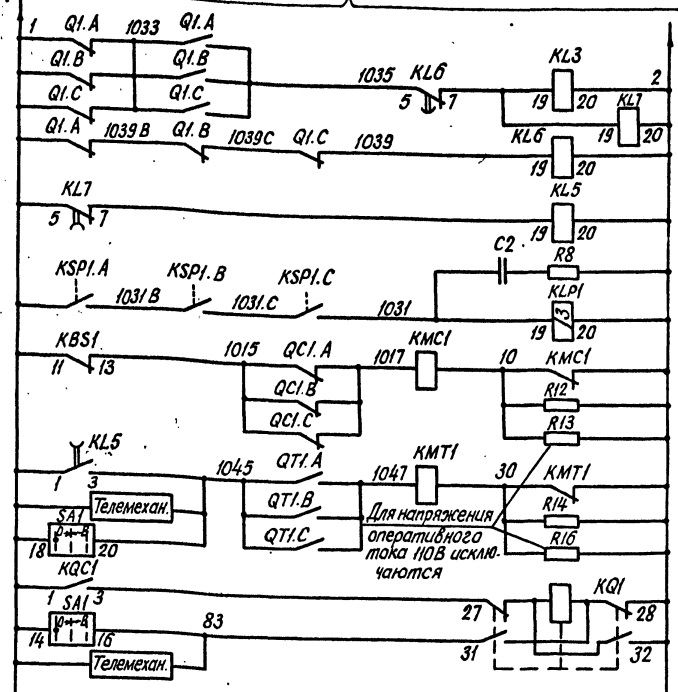 1 Q1.A 1033 Q1.A
Q1.B Q1.B 1035 KL6 KL3 2
Q1.C Q1.C 5 7 19 20 KL7
Q1.A 1039B Q1.B 1039C Q1.C 1039 KL6 19 20
19 20
KL7 KL5
5 7 19 20
C2 R8
KSP1.A KSP1.B KSP1.C KLP1
1031.B 1031.C 1031 3
19 20
KBS1 1015 QC1.A 1017 KMC1 10 KMC1
11 13 QC1.B R12
QC1.C R13
KL5 1045 QT1.A 1047 KMT1 30 KMT1
1 3
Телемехан. QT1.B Для напряжения R14
SA1 оперативного
18 20 QT1.C тока 110В исклю- R16
чаются
KQC1
1 3 KQ1
SA1 83 27 28
14 16 31 32
Телемехан.